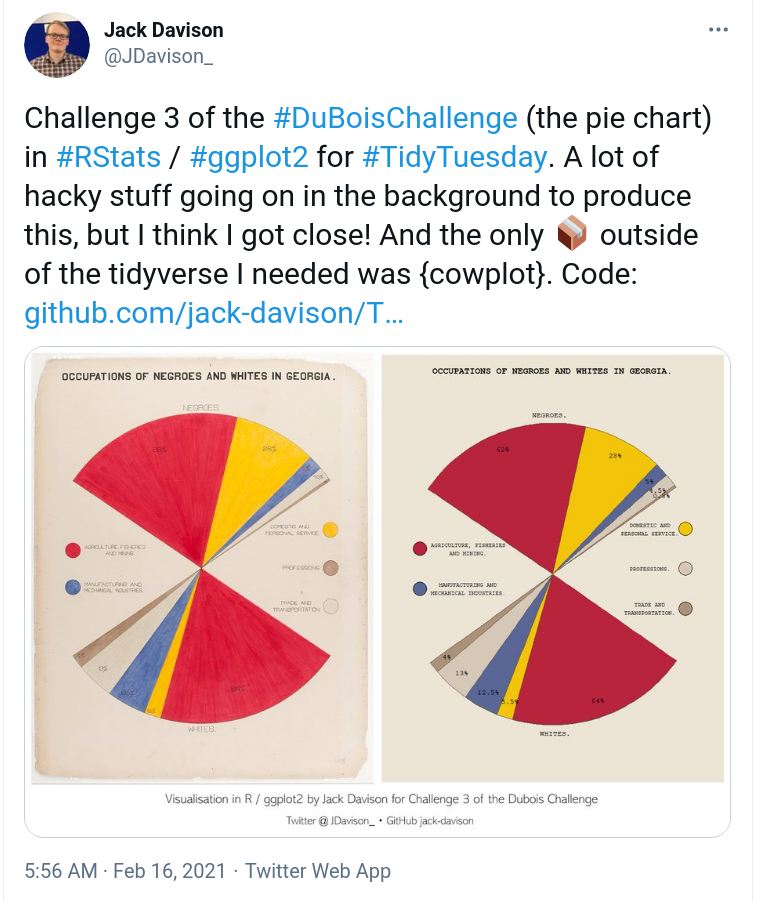 Jack Davison
@JDavison_
Challenge 3 of the #DuBoisChallenge (the pie chart)
in #RStats / #ggplot2 for #TidyTuesday. A lot of
hacky stuff going on in the background to produce
this, but I think I got close! And the only 📦 outside
of the tidyverse I needed was {cowplot}. Code:
github.com/jack-davison/T…
OCCUPATIONS OF NEGROES AND WHITES IN GEORGIA.
NEGROES.
28%
DOMESTIC AND
PERSONAL SERVICE.
AGRICULTURE, FISHERIES
AND MINING.
PROFESSIONS.
MANUFACTURING AND
MECHANICAL INDUSTRIES.
TRADE AND
TRANSPORTATION.
WHITES.
OCCUPATIONS OF NEGROES AND WHITES IN GEORGIA.
NEGROES.
62%
28%
5%
4.5%
0.8%
DOMESTIC AND
PERSONAL SERVICE.
AGRICULTURE, FISHERIES
AND MINING.
PROFESSIONS.
MANUFACTURING AND
MECHANICAL INDUSTRIES.
TRADE AND
TRANSPORTATION.
4%
13%
12.5%
5.5%
64%
WHITES.
Visualisation in R / ggplot2 by Jack Davison for Challenge 3 of the Dubois Challenge
Twitter @JDavison_ • GitHub jack-davison
5:56 AM · Feb 16, 2021 · Twitter Web App